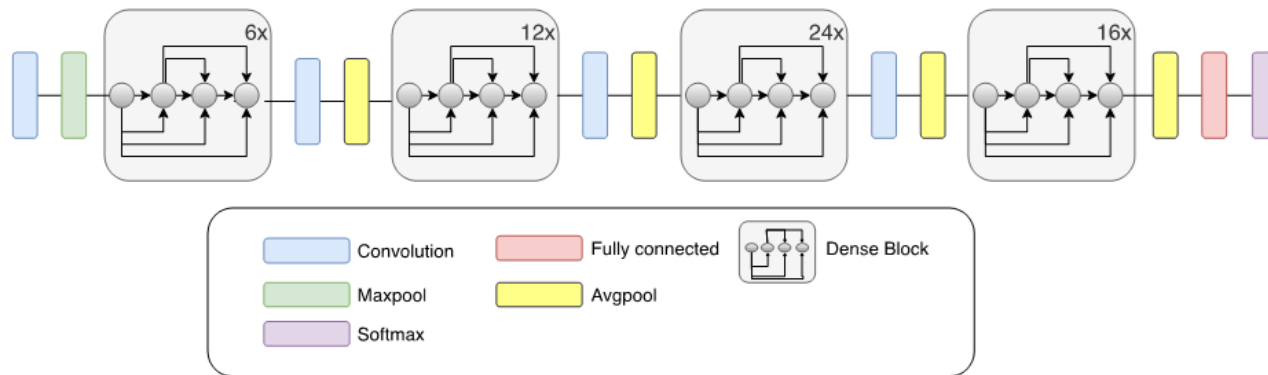 6x
12x
24x
16x
Convolution
Fully connected
Dense Block
Maxpool
Avgpool
Softmax